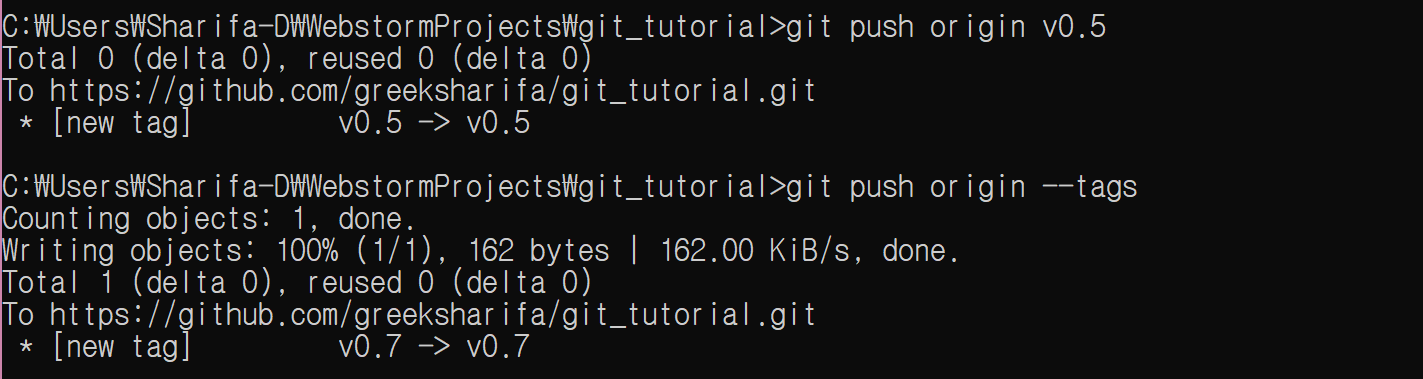 C:₩Users₩Sharifa-D₩WebstormProjects₩git_tutorial>git push origin v0.5
Total 0 (delta 0), reused 0 (delta 0)
To https://github.com/greeksharifa/git_tutorial.git
 * [new tag]         v0.5 -> v0.5

C:₩Users₩Sharifa-D₩WebstormProjects₩git_tutorial>git push origin --tags
Counting objects: 1, done.
Writing objects: 100% (1/1), 162 bytes | 162.00 KiB/s, done.
Total 1 (delta 0), reused 0 (delta 0)
To https://github.com/greeksharifa/git_tutorial.git
 * [new tag]         v0.7 -> v0.7